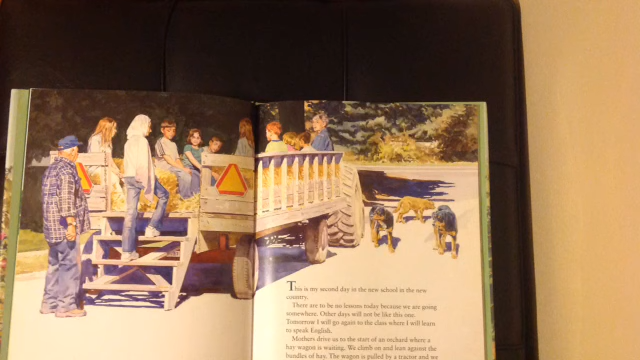 This is my second day in the new school in the new
country.
There are to be no lessons today because we are going
somewhere. Other days will not be like this one.
Tomorrow I will go again to the class where I will learn
to speak English.
Mothers drive us to the start of an orchard where a
hay wagon is waiting. We climb on and lean against the
bundles of hay. The wagon is pulled by a tractor and we